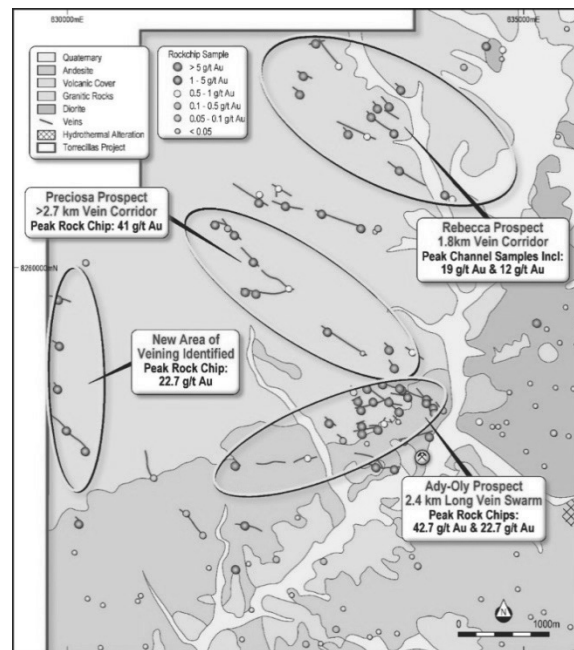 630000mE
635000mE
Quaternary
Andesite
Volcanic Cover
Granitic Rocks
Diorite
Veins
Hydrothermal Alteration
Torrecillas Project
Rockchip Sample
> 5 g/t Au
1 - 5 g/t Au
0.5 - 1 g/t Au
0.1 - 0.5 g/t Au
0.05 - 0.1 g/t Au
< 0.05
Preciosa Prospect
>2.7 km Vein Corridor
Peak Rock Chip: 41 g/t Au
Rebecca Prospect
1.8km Vein Corridor
Peak Channel Samples Incl:
19 g/t Au & 12 g/t Au
8260000mN
New Area of
Veining Identified
Peak Rock Chip:
22.7 g/t Au
Ady-Oly Prospect
2.4 km Long Vein Swarm
Peak Rock Chips:
42.7 g/t Au & 22.7 g/t Au
N
0
1000m